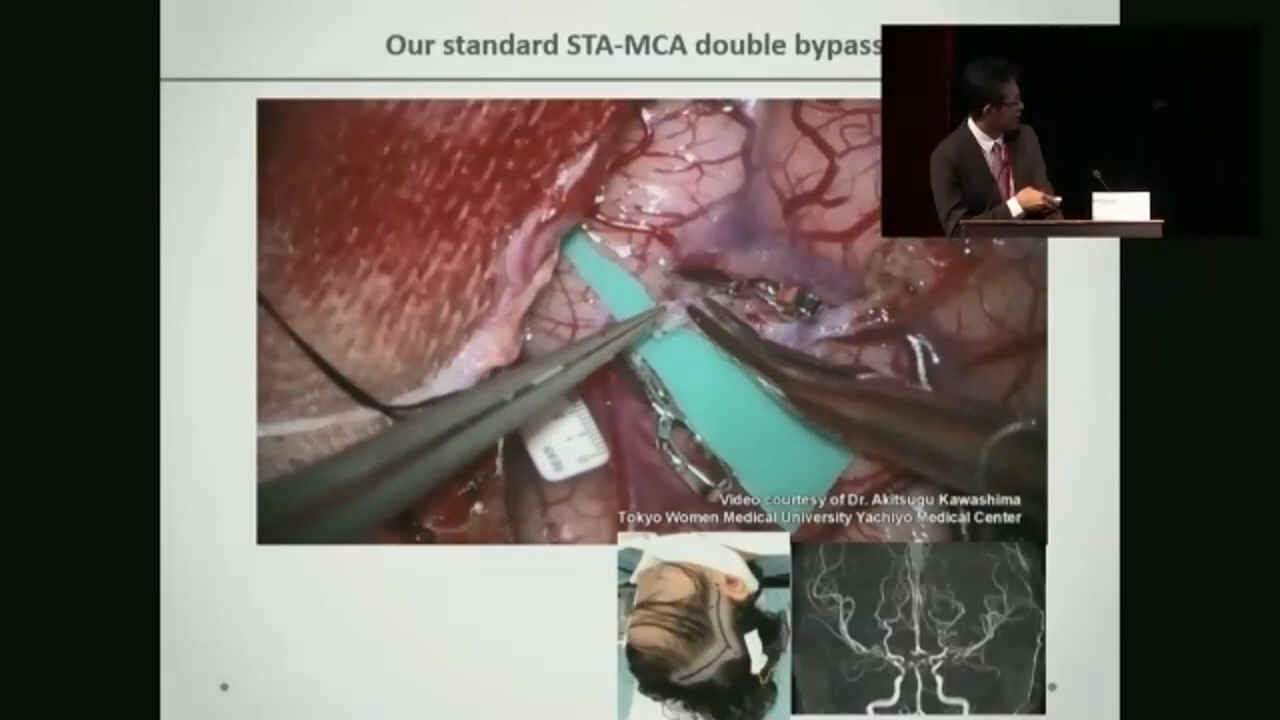 Our standard STA-MCA double bypass
Video courtesy of Dr. Akitsugu Kawashima
Tokyo Women Medical University Yachiyo Medical Center